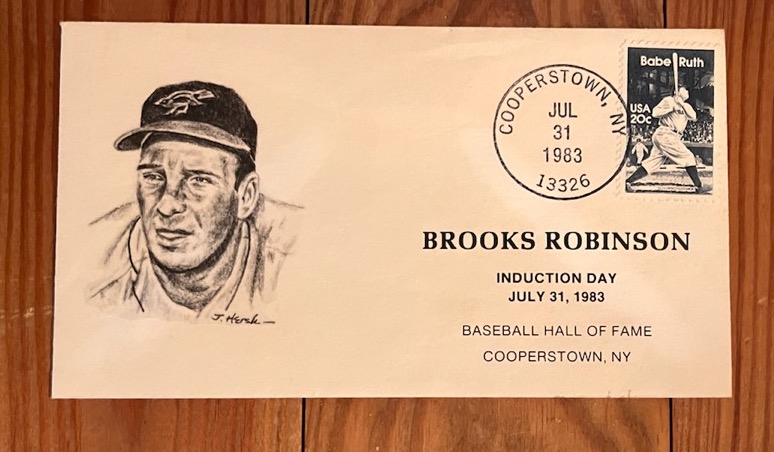 COOPERSTOWN, NY
JUL
31
1983
13326
Babe Ruth
USA
20c
BROOKS ROBINSON
INDUCTION DAY
JULY 31, 1983
BASEBALL HALL OF FAME
COOPERSTOWN, NY
J. Hersh